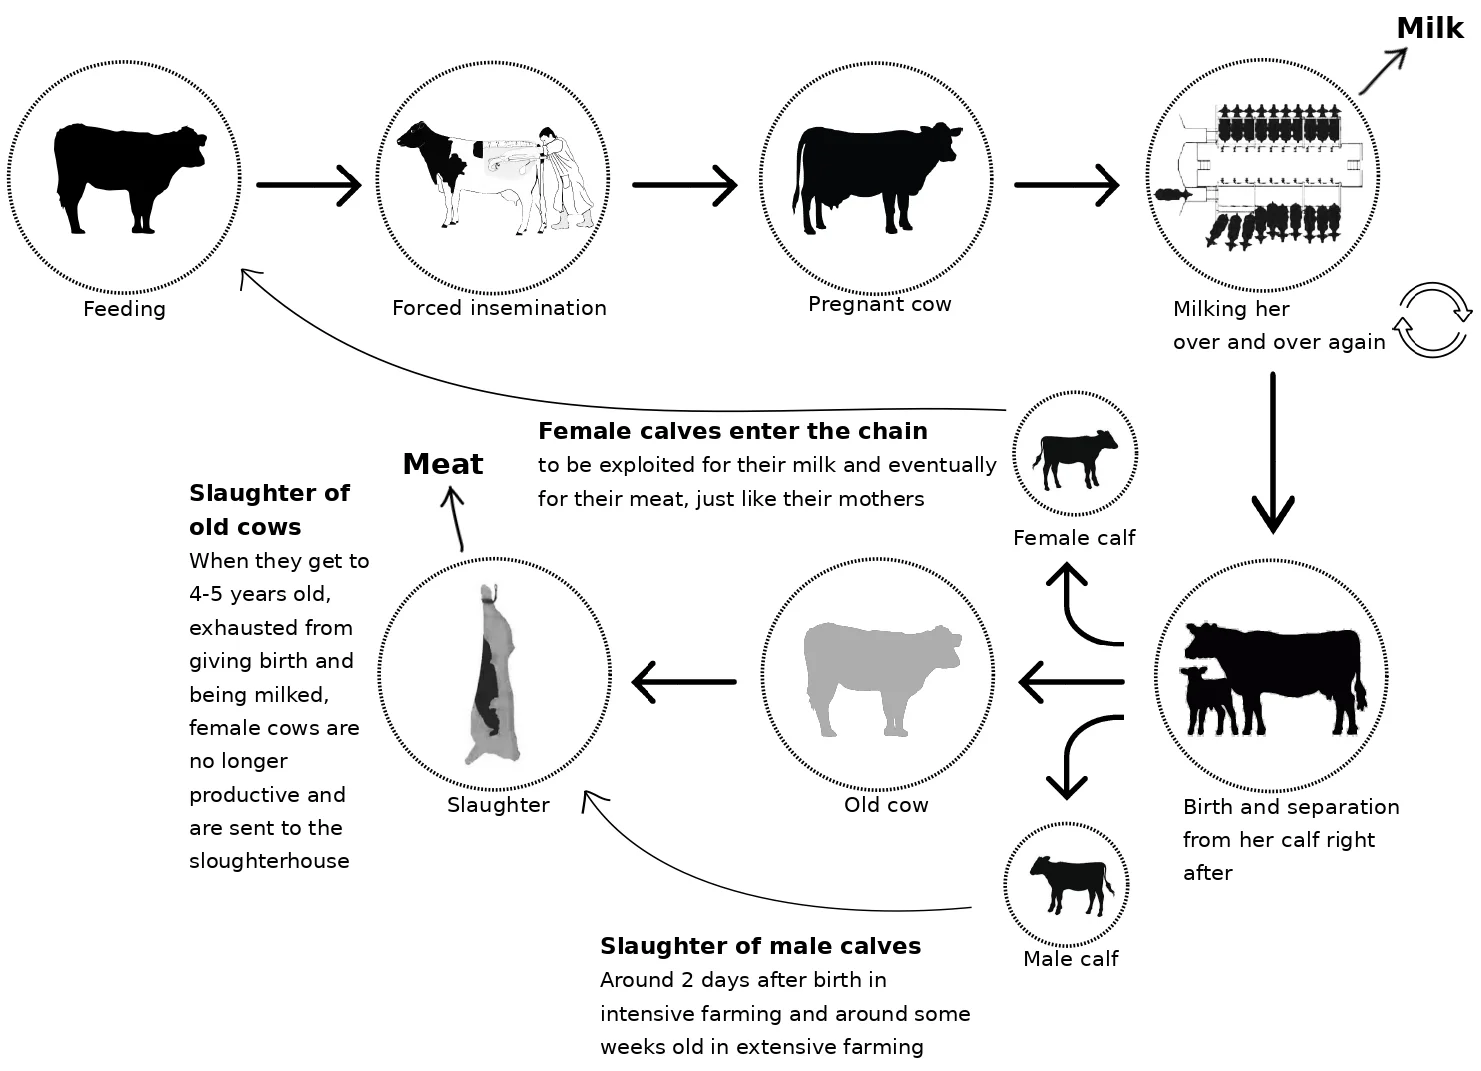 Milk
Feeding
Forced insemination
Pregnant cow
Milking her
over and over again
Female calves enter the chain
to be exploited for their milk and eventually
for their meat, just like their mothers
Female calf
Meat
Slaughter of
old cows
When they get to
4-5 years old,
exhausted from
giving birth and
being milked,
female cows are
no longer
productive and
are sent to the
sloughterhouse
Slaughter
Old cow
Birth and separation
from her calf right
after
Male calf
Slaughter of male calves
Around 2 days after birth in
intensive farming and around some
weeks old in extensive farming